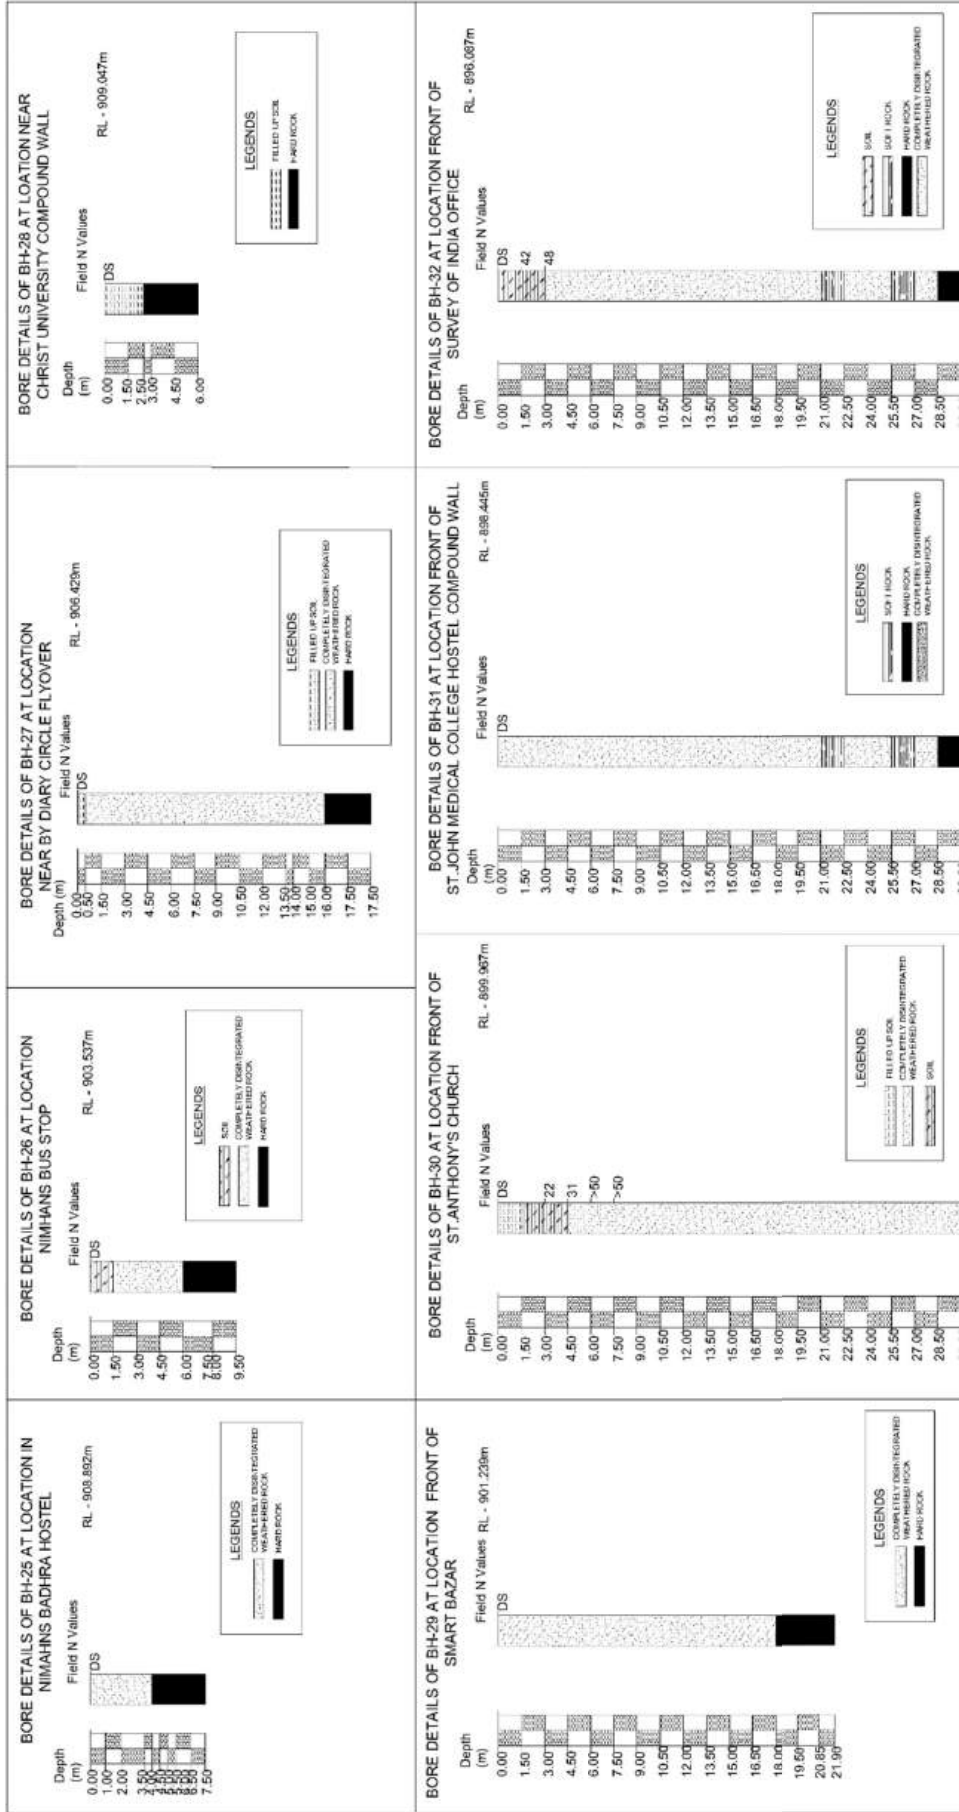 BORE DETAILS OF BH-25 AT LOCATION IN
NIMAHNS BADHRA HOSTEL
Depth
(m)
Field N Values
RL - 908.892m
DS
0.00
1.00
2.50
3.50
7.50
LEGENDS
COMPLETELY DISINTEGRATED
WEATHERED ROCK
HARD ROCK
BORE DETAILS OF BH-26 AT LOCATION
NIMHANS BUS STOP
Depth
(m)
Field N Values
RL - 903.537m
DS
0.00
1.50
3.00
4.50
6.00
7.50
8.00
9.50
LEGENDS
SOIL
COMPLETELY DISINTEGRATED
WEATHERED ROCK
HARD ROCK
BORE DETAILS OF BH-27 AT LOCATION
NEAR BY DIARY CIRCLE FLYOVER
Depth (m)
Field N Values
RL - 906.429m
DS
0.00
0.50
1.50
3.00
4.50
6.00
7.50
9.00
10.50
12.00
13.50
14.00
15.00
16.00
17.50
17.50
LEGENDS
FILLED UP SOIL
COMPLETELY DISINTEGRATED
WEATHERED ROCK
HARD ROCK
BORE DETAILS OF BH-28 AT LOATION NEAR
CHRIST UNIVERSITY COMPOUND WALL
Depth
(m)
Field N Values
RL - 909.047m
DS
0.00
1.50
2.50
3.00
4.50
6.00
LEGENDS
FILLED UP SOIL
HARD ROCK
BORE DETAILS OF BH-29 AT LOCATION FRONT OF
SMART BAZAR
Depth
(m)
Field N Values RL - 901.239m
DS
0.00
1.50
3.00
4.50
6.00
7.50
9.00
10.50
12.00
13.50
15.00
16.50
18.00
19.50
20.85
21.90
LEGENDS
COMPLETELY DISINTEGRATED
WEATHERED ROCK
HARD ROCK
BORE DETAILS OF BH-30 AT LOCATION FRONT OF
ST.ANTHONY'S CHURCH
Depth
(m)
Field N Values
RL - 899.967m
DS
22
31
>50
>50
0.00
1.50
3.00
4.50
6.00
7.50
9.00
10.50
12.00
13.50
15.00
16.50
18.00
19.50
21.00
22.50
24.00
25.50
27.00
28.50
LEGENDS
FILLED UP SOIL
COMPLETELY DISINTEGRATED
WEATHERED ROCK
SOIL
BORE DETAILS OF BH-31 AT LOCATION FRONT OF
ST.JOHN MEDICAL COLLEGE HOSTEL COMPOUND WALL
Depth
(m)
Field N Values
RL - 898.445m
DS
0.00
1.50
3.00
4.50
6.00
7.50
9.00
10.50
12.00
13.50
15.00
16.50
18.00
19.50
21.00
22.50
24.00
25.50
27.00
28.50
LEGENDS
SOFT ROCK
HARD ROCK
COMPLETELY DISINTEGRATED
WEATHERED ROCK
BORE DETAILS OF BH-32 AT LOCATION FRONT OF
SURVEY OF INDIA OFFICE
Depth
(m)
Field N Values
RL - 896.087m
DS
42
48
0.00
1.50
3.00
4.50
6.00
7.50
9.00
10.50
12.00
13.50
15.00
16.50
18.00
19.50
21.00
22.50
24.00
25.50
27.00
28.50
LEGENDS
SOIL
SOFT ROCK
HARD ROCK
COMPLETELY DISINTEGRATED
WEATHERED ROCK